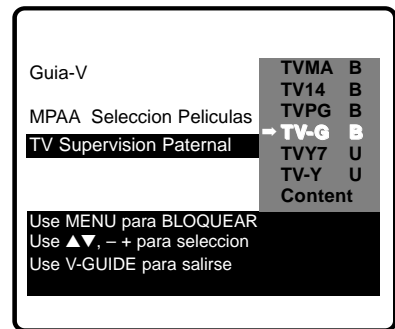 Guia-V
MPAA Seleccion Peliculas
TV Supervision Paternal
TVMA B
TV14 B
TVPG B
➡ TV-G B
TVY7 U
TV-Y U
Content
Use MENU para BLOQUEAR
Use ▲▼, – + para seleccion
Use V-GUIDE para salirse